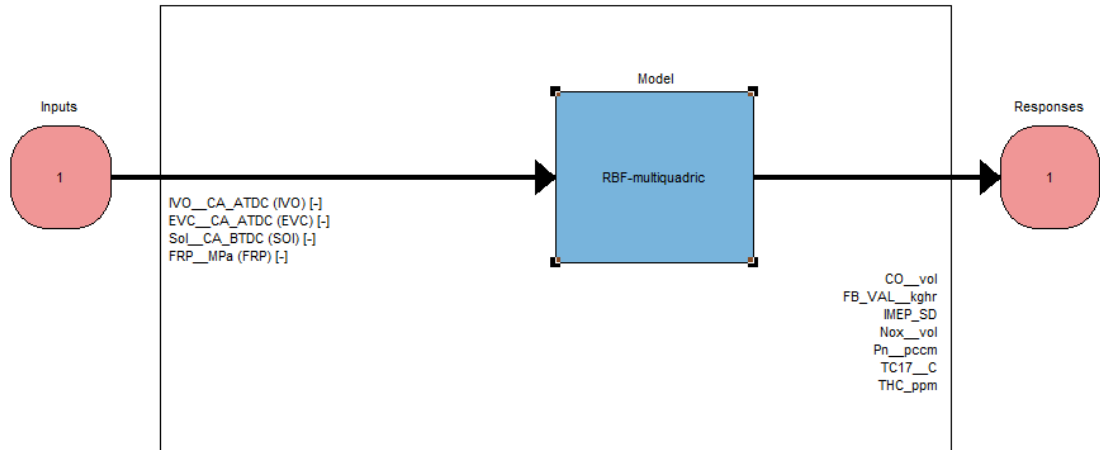 Model
Inputs
Responses
1
RBF-multiquadric
1
IVO__CA_ATDC (IVO) [-]
EVC__CA_ATDC (EVC) [-]
SoI__CA_BTDC (SOI) [-]
FRP__MPa (FRP) [-]
CO__vol
FB_VAL__kghr
IMEP_SD
Nox__vol
Pn__pccm
TC17__C
THC_ppm